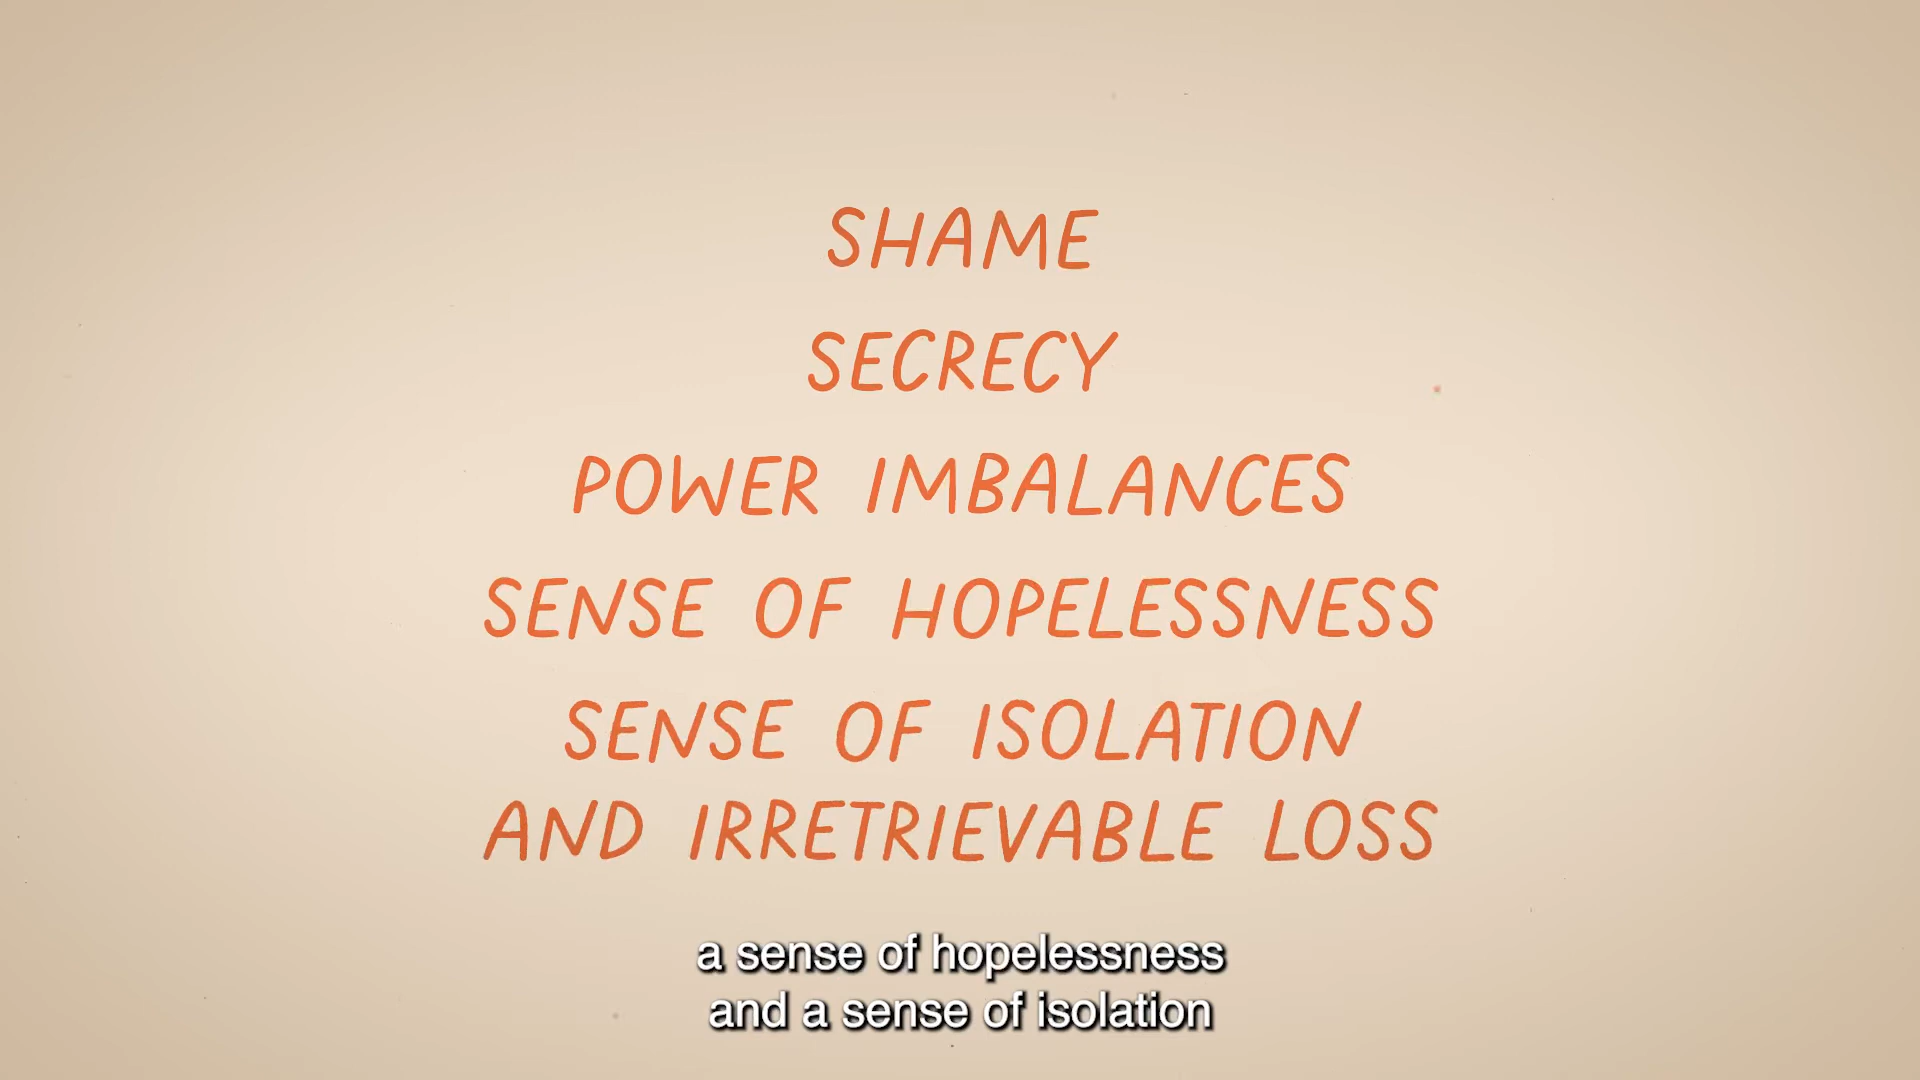 SHAME
SECRECY
POWER IMBALANCES
SENSE OF HOPELESSNESS
SENSE OF ISOLATION
AND IRRETRIEVABLE LOSS
a sense of hopelessness
and a sense of isolation